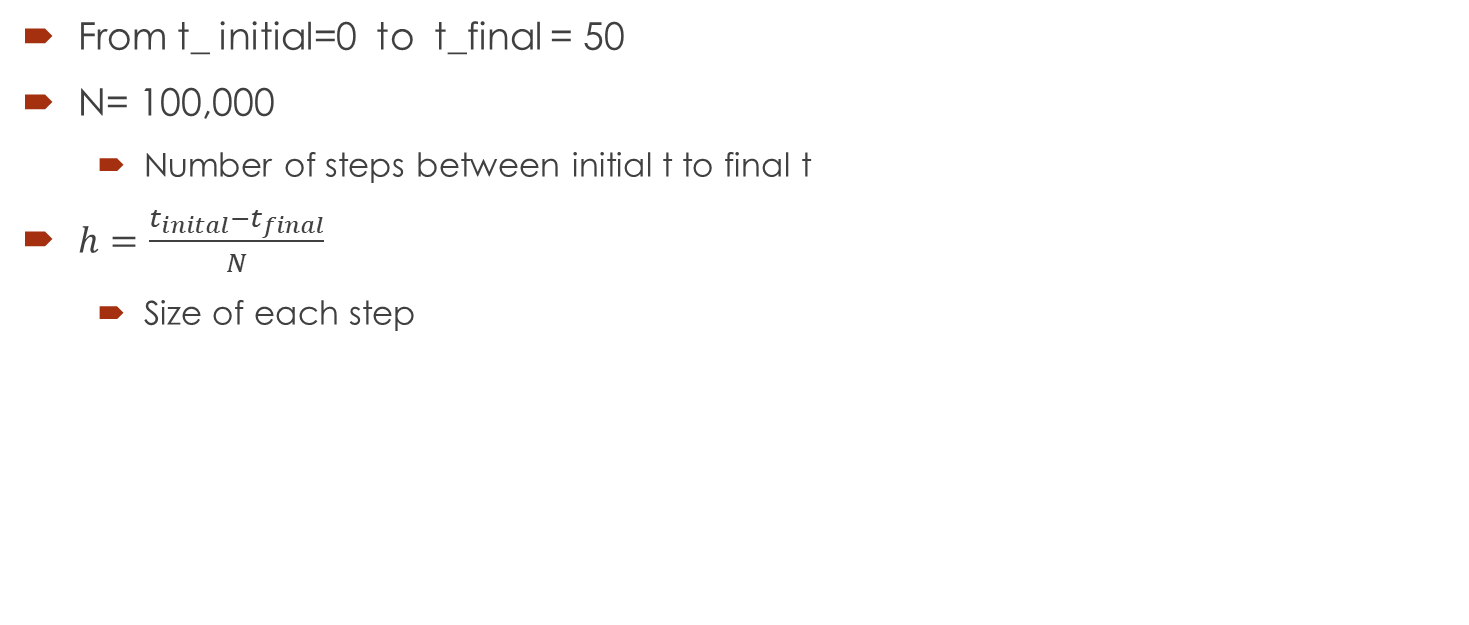 From t_ initial=0 to t_final = 50
N= 100,000
Number of steps between initial t to final t
ℎ = (t_inital−t_final)/N
Size of each step